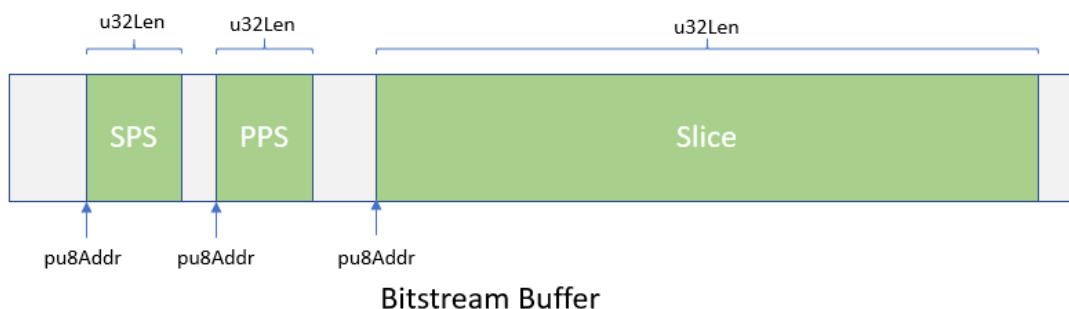 u32Len
u32Len
u32Len
SPS
PPS
Slice
pu8Addr
pu8Addr
pu8Addr
Bitstream Buffer